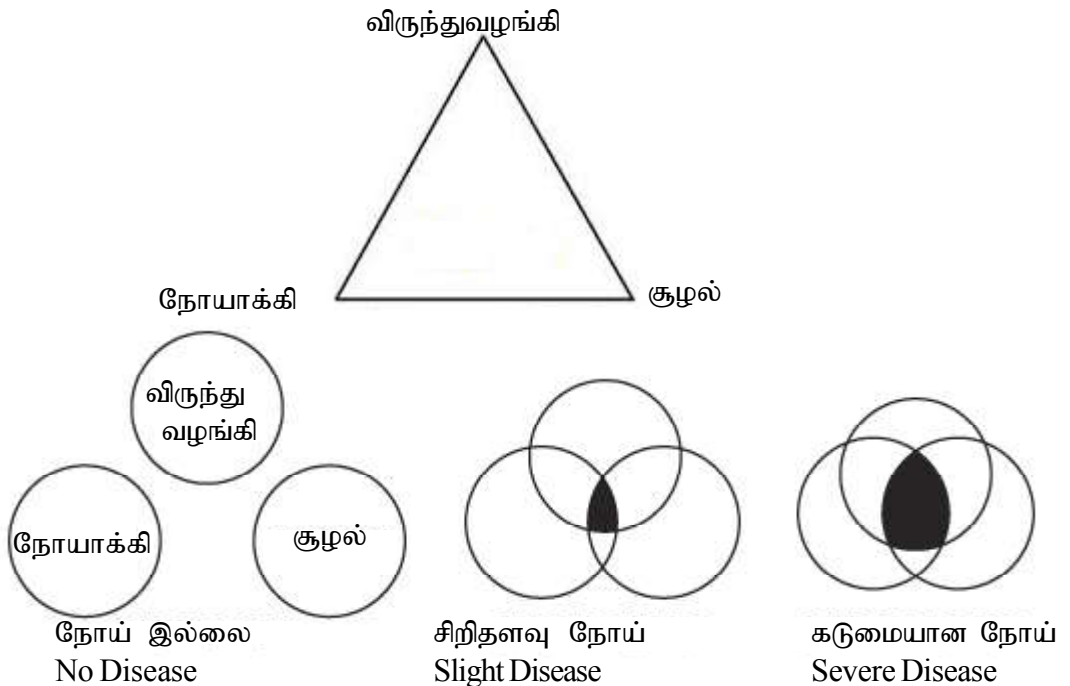 விருந்துவழங்கி
நோயாக்கி
சூழல்
விருந்து
வழங்கி
நோயாக்கி
சூழல்
நோய் இல்லை
No Disease
சிறிதளவு நோய்
Slight Disease
கடுமையான நோய்
Severe Disease